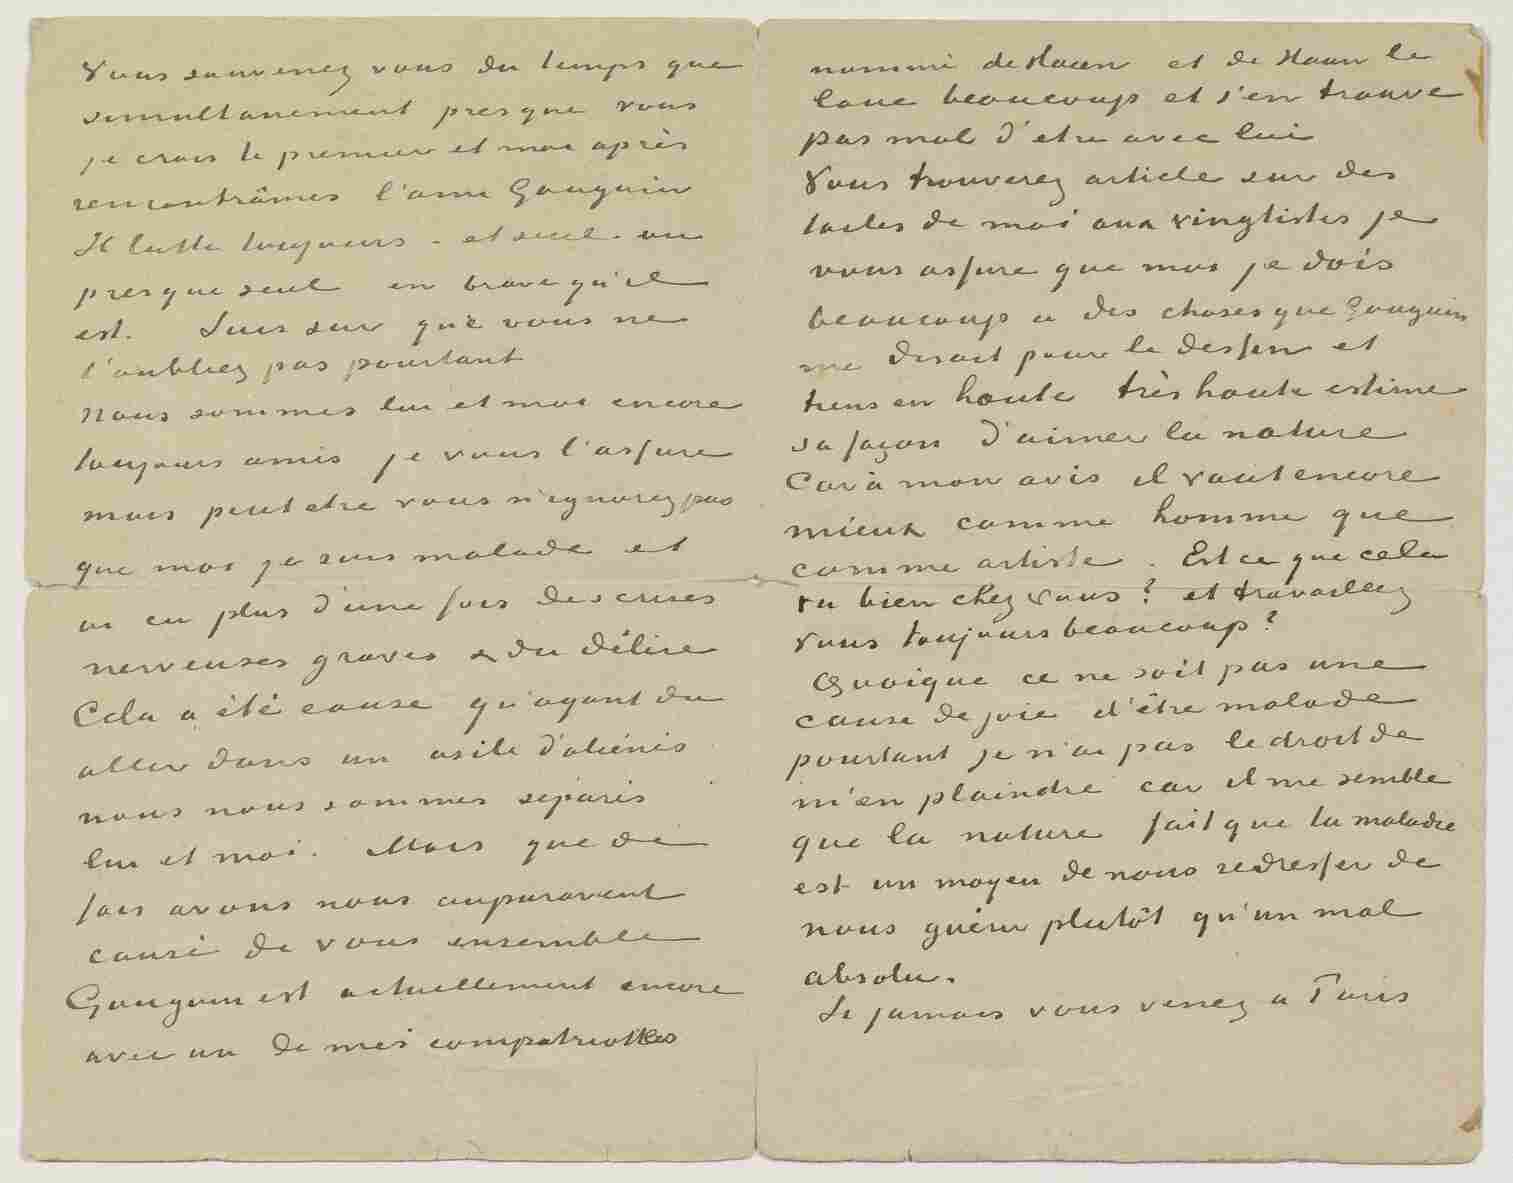 Vous souvenez vous du temps que
simultanement presque vous
je crois le premier et moi après
rencontrâmes l'ami Gauguin
Il lutte toujours - et seul ou
presque seul en brave qu'il
est. Suis sur que vous ne
l'oubliez pas pourtant
Nous sommes lui et moi encore
toujours amis je vous l'assure
mais peut etre vous n'ignorez pas
que moi je suis malade et
ai eu plus d'une fois des crises
nerveuses graves & du délire
Cela a été cause qu'ayant du
aller dans un asile d'aliénés
nous nous sommes séparés
lui et moi. Mais que de
fois avons nous auparavant
causé de vous ensemble
Gauguin est actuellement encore
avec un de mes compatriottes
nommé de Haan et de Haan le
loue beaucoup et s'en trouve
pas mal d'etre avec lui
Vous trouverez article sur des
toiles de moi aux vingtistes je
vous assure que moi je dois
beaucoup a des choses que Gauguin
me disait pour le dessin et
tiens en haute très haute estime
sa façon d'aimer la nature
Car à mon avis il vaut encore
mieux comme homme que
comme artiste. Est ce que cela
va bien chez vous? et travaillez
vous toujours beaucoup?
Quoique ce ne soit pas une
cause de joie d'être malade
pourtant je n'ai pas le droit de
m'en plaindre car il me semble
que la nature fait que la maladie
est un moyen de nous redresser de
nous guérir plutôt qu'un mal
absolu.
Si jamais vous venez a Paris